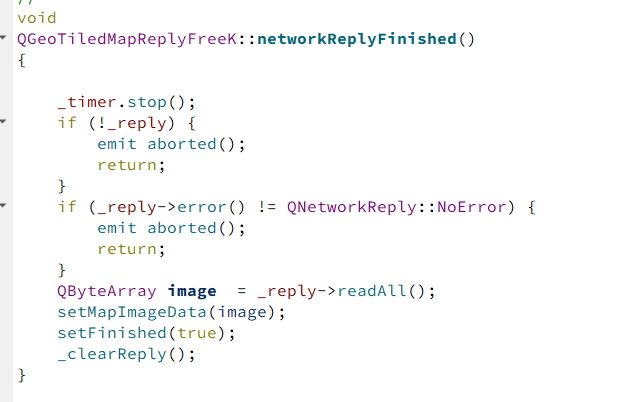 //
void
QGeoTiledMapReplyFreeK::networkReplyFinished()
{
    _timer.stop();
    if (!_reply) {
        emit aborted();
        return;
    }
    if (_reply->error() != QNetworkReply::NoError) {
        emit aborted();
        return;
    }
    QByteArray image  = _reply->readAll();
    setMapImageData(image);
    setFinished(true);
    _clearReply();
}